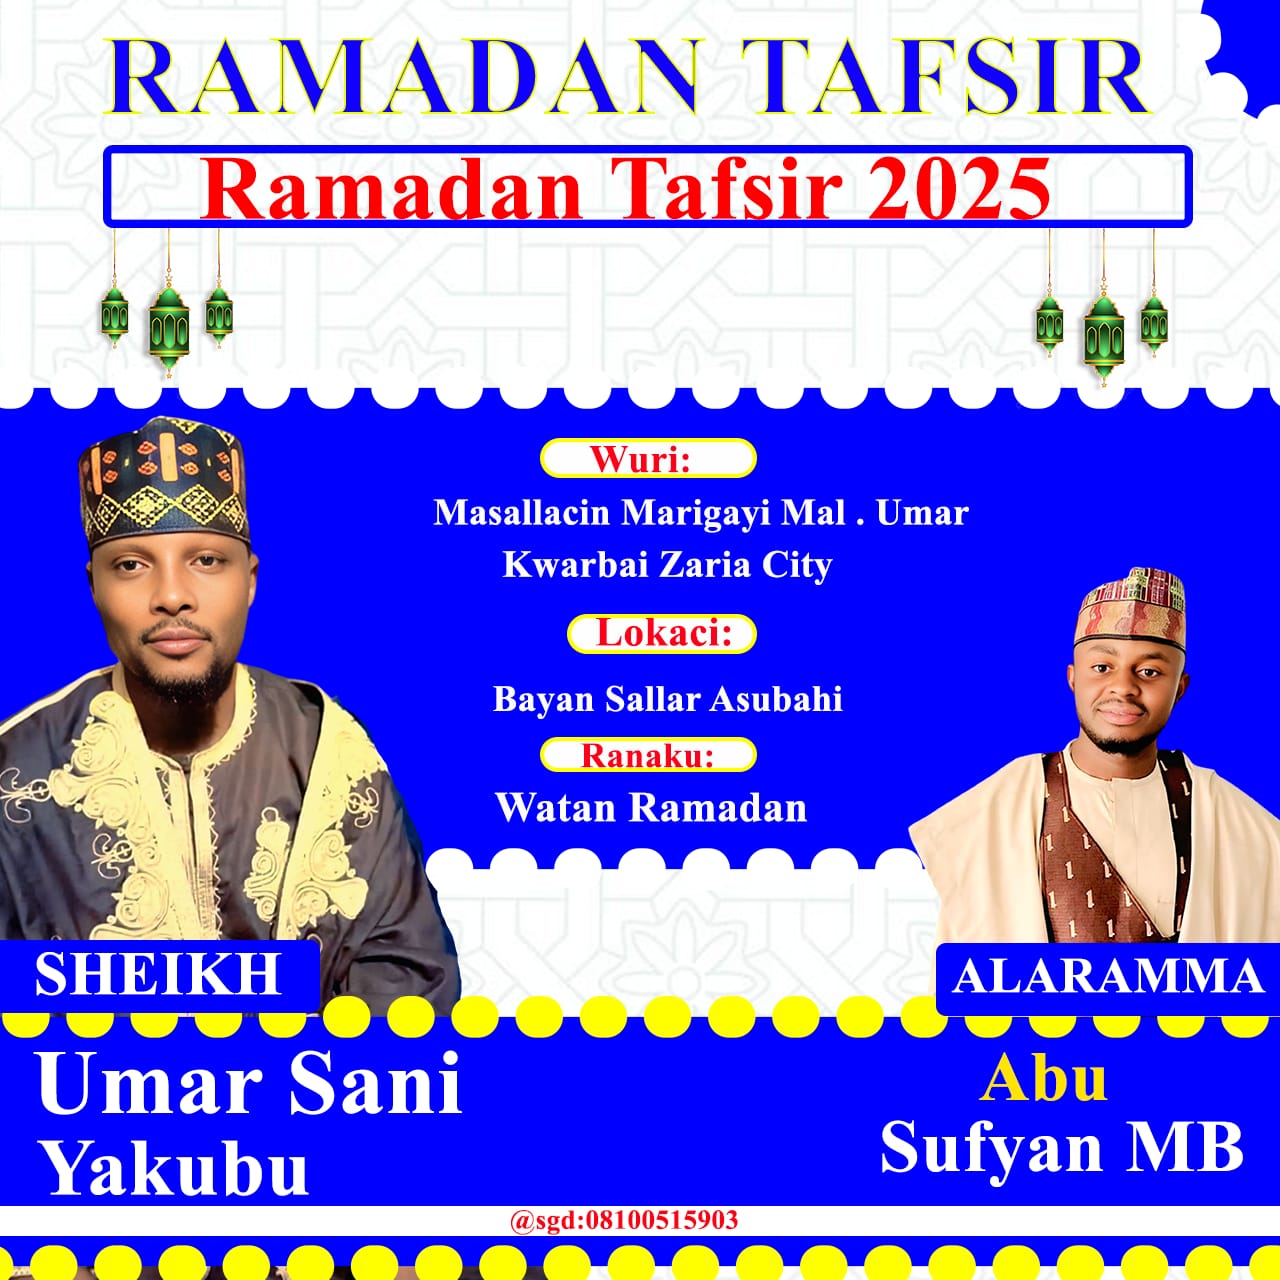 RAMADAN TAFSIR
Ramadan Tafsir 2025
Wuri:
Masallacin Marigayi Mal . Umar
Kwarbai Zaria City
Lokaci:
Bayan Sallar Asubahi
Ranaku:
Watan Ramadan
SHEIKH
Umar Sani
Yakubu
ALARAMMA
Abu
Sufyan MB
@sgd:08100515903